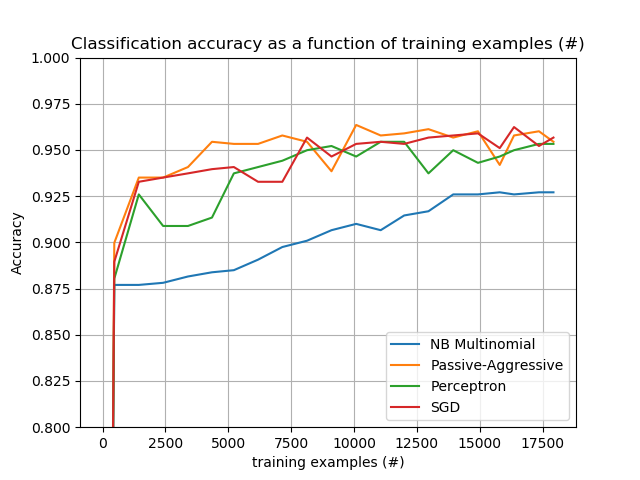 Classification accuracy as a function of training examples (#)
1.000
0.975
0.950
0.925
0.900
0.875
0.850
0.825
0.800
Accuracy
NB Multinomial
Passive-Aggressive
Perceptron
SGD
0 2500 5000 7500 10000 12500 15000 17500
training examples (#)